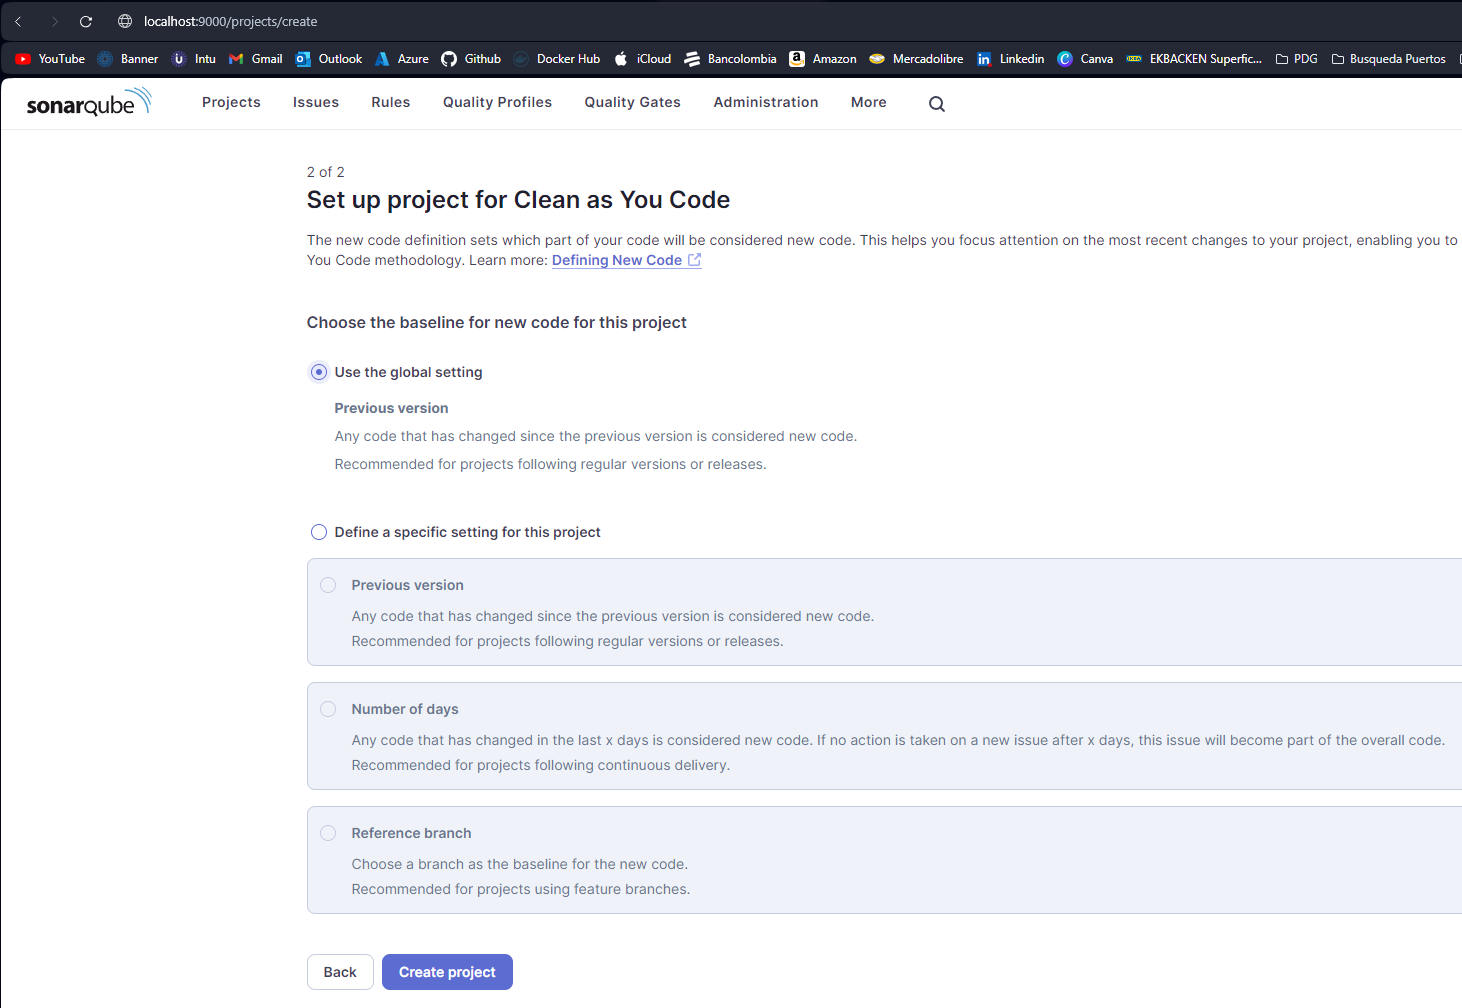 localhost:9000/projects/create
YouTube Banner Intu Gmail Outlook Azure Github Docker Hub iCloud Bancolombia Amazon Mercadolibre Linkedin Canva EKBACKEN Superfic... PDG Busqueda Puertos
sonarqube Projects Issues Rules Quality Profiles Quality Gates Administration More
2 of 2
Set up project for Clean as You Code
The new code definition sets which part of your code will be considered new code. This helps you focus attention on the most recent changes to your project, enabling you to
You Code methodology. Learn more: Defining New Code
Choose the baseline for new code for this project
Use the global setting
Previous version
Any code that has changed since the previous version is considered new code.
Recommended for projects following regular versions or releases.
Define a specific setting for this project
Previous version
Any code that has changed since the previous version is considered new code.
Recommended for projects following regular versions or releases.
Number of days
Any code that has changed in the last x days is considered new code. If no action is taken on a new issue after x days, this issue will become part of the overall code.
Recommended for projects following continuous delivery.
Reference branch
Choose a branch as the baseline for the new code.
Recommended for projects using feature branches.
Back Create project